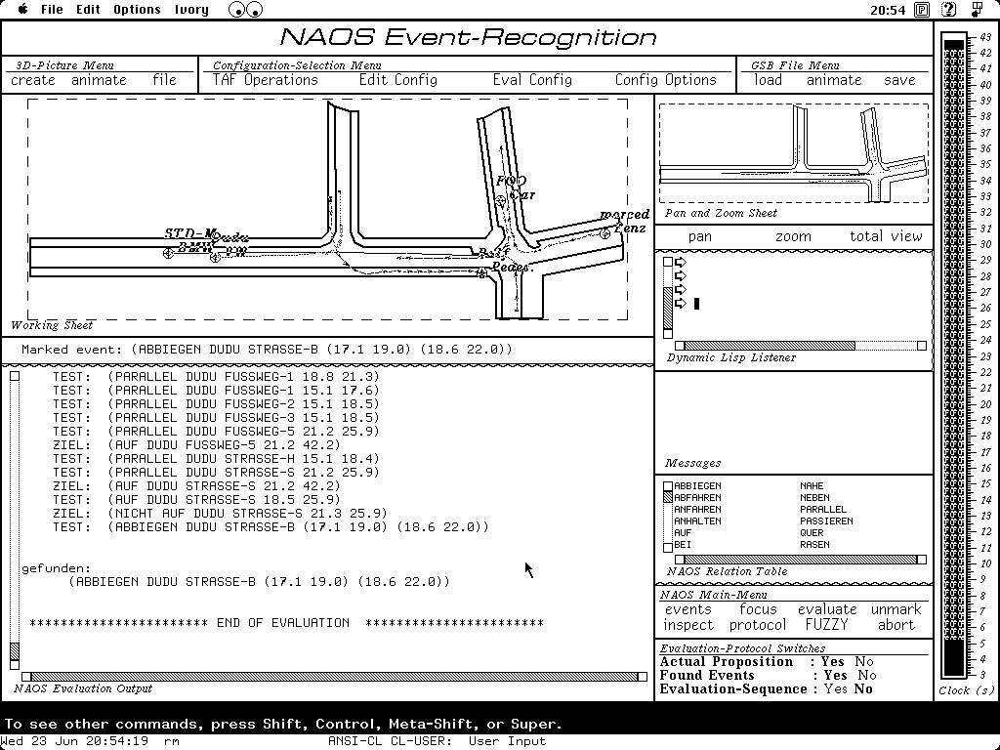 File Edit Options Ivory 20:54
NAOS Event-Recognition
3D-Picture Menu
create animate file
Configuration-Selection Menu
TAF Operations Edit Config Eval Config Config Options
GSB File Menu
load animate save
FOO
Car
merced
Benz
STD-M
BMW
Pedes.
Working Sheet
Pan and Zoom Sheet
pan zoom total view
Dynamic Lisp Listener
Marked event: (ABBIEGEN DUDU STRASSE-B (17.1 19.0) (18.6 22.0))
TEST: (PARALLEL DUDU FUSSWEG-1 18.8 21.3)
TEST: (PARALLEL DUDU FUSSWEG-1 15.1 17.6)
TEST: (PARALLEL DUDU FUSSWEG-2 15.1 18.5)
TEST: (PARALLEL DUDU FUSSWEG-3 15.1 18.5)
TEST: (PARALLEL DUDU FUSSWEG-5 21.2 25.9)
ZIEL: (AUF DUDU FUSSWEG-5 21.2 42.2)
TEST: (PARALLEL DUDU STRASSE-H 15.1 18.4)
TEST: (PARALLEL DUDU STRASSE-S 21.2 25.9)
ZIEL: (AUF DUDU STRASSE-S 21.2 42.2)
TEST: (AUF DUDU STRASSE-S 18.5 25.9)
ZIEL: (NICHT AUF DUDU STRASSE-S 21.3 25.9)
TEST: (ABBIEGEN DUDU STRASSE-B (17.1 19.0) (18.6 22.0))
gefunden:
(ABBIEGEN DUDU STRASSE-B (17.1 19.0) (18.6 22.0))
*********************** END OF EVALUATION ***********************
NAOS Evaluation Output
Messages
ABBIEGEN NAHE
ABFAHREN NEBEN
ANFAHREN PARALLEL
ANHALTEN PASSIEREN
AUF QUER
BEI RASEN
NAOS Relation Table
NAOS Main-Menu
events focus evaluate unmark
inspect protocol FUZZY abort
Evaluation-Protocol Switches
Actual Proposition : Yes No
Found Events : Yes No
Evaluation-Sequence : Yes No
43
42
41
40
39
38
37
36
35
34
33
32
31
30
29
28
27
26
25
24
23
22
21
20
19
18
17
16
15
14
13
12
11
10
9
8
7
6
5
4
3
Clock (s)
To see other commands, press Shift, Control, Meta-Shift, or Super.
Wed 23 Jun 20:54:19 rm ANSI-CL CL-USER: User Input